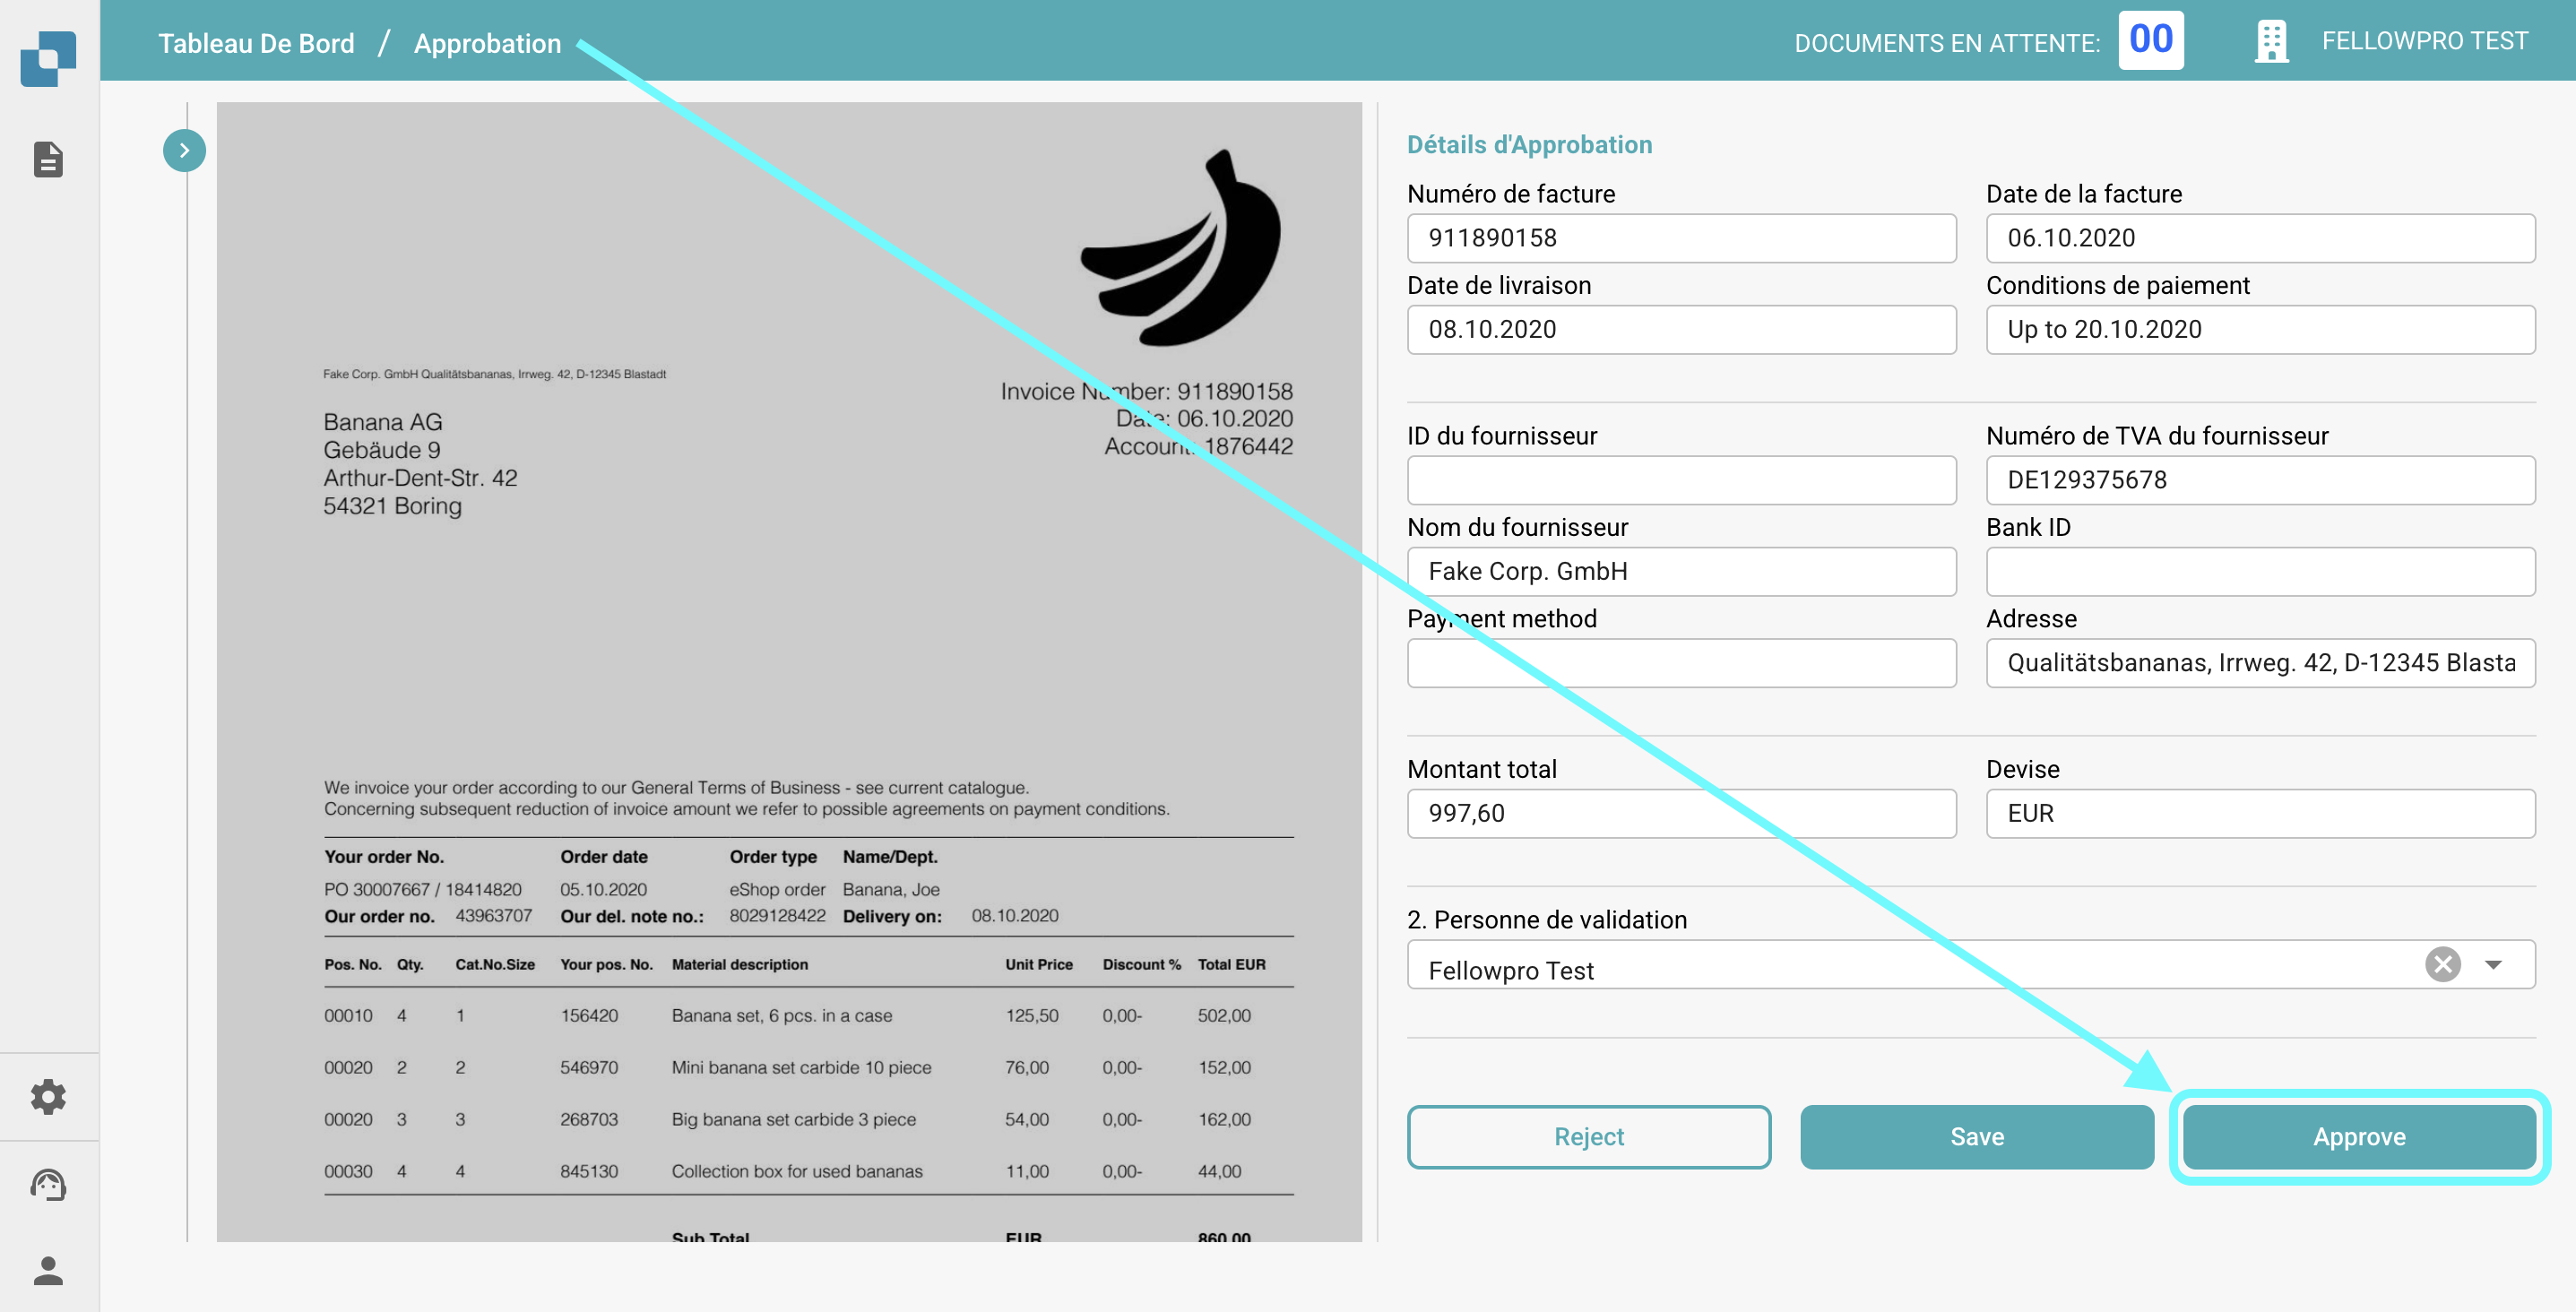 Tableau De Bord / Approbation
DOCUMENTS EN ATTENTE: 00
FELLOWPRO TEST
Fake Corp. GmbH Qualitätsbananas, Irrweg. 42, D-12345 Blastadt
Invoice Number: 911890158
Date: 06.10.2020
Account: 1876442
Banana AG
Gebäude 9
Arthur-Dent-Str. 42
54321 Boring
We invoice your order according to our General Terms of Business - see current catalogue.
Concerning subsequent reduction of invoice amount we refer to possible agreements on payment conditions.
Your order No. Order date Order type Name/Dept.
PO 30007667 / 18414820 05.10.2020 eShop order Banana, Joe
Our order no. 43963707 Our del. note no.: 8029128422 Delivery on: 08.10.2020
Pos. No. Qty. Cat.No.Size Your pos. No. Material description Unit Price Discount % Total EUR
00010 4 1 156420 Banana set, 6 pcs. in a case 125,50 0,00- 502,00
00020 2 2 546970 Mini banana set carbide 10 piece 76,00 0,00- 152,00
00020 3 3 268703 Big banana set carbide 3 piece 54,00 0,00- 162,00
00030 4 4 845130 Collection box for used bananas 11,00 0,00- 44,00
Sub Total EUR 860,00
Détails d'Approbation
Numéro de facture Date de la facture
911890158 06.10.2020
Date de livraison Conditions de paiement
08.10.2020 Up to 20.10.2020
ID du fournisseur Numéro de TVA du fournisseur
DE129375678
Nom du fournisseur Bank ID
Fake Corp. GmbH
Payment method Adresse
Qualitätsbananas, Irrweg. 42, D-12345 Blasta
Montant total Devise
997,60 EUR
2. Personne de validation
Fellowpro Test
Reject Save Approve